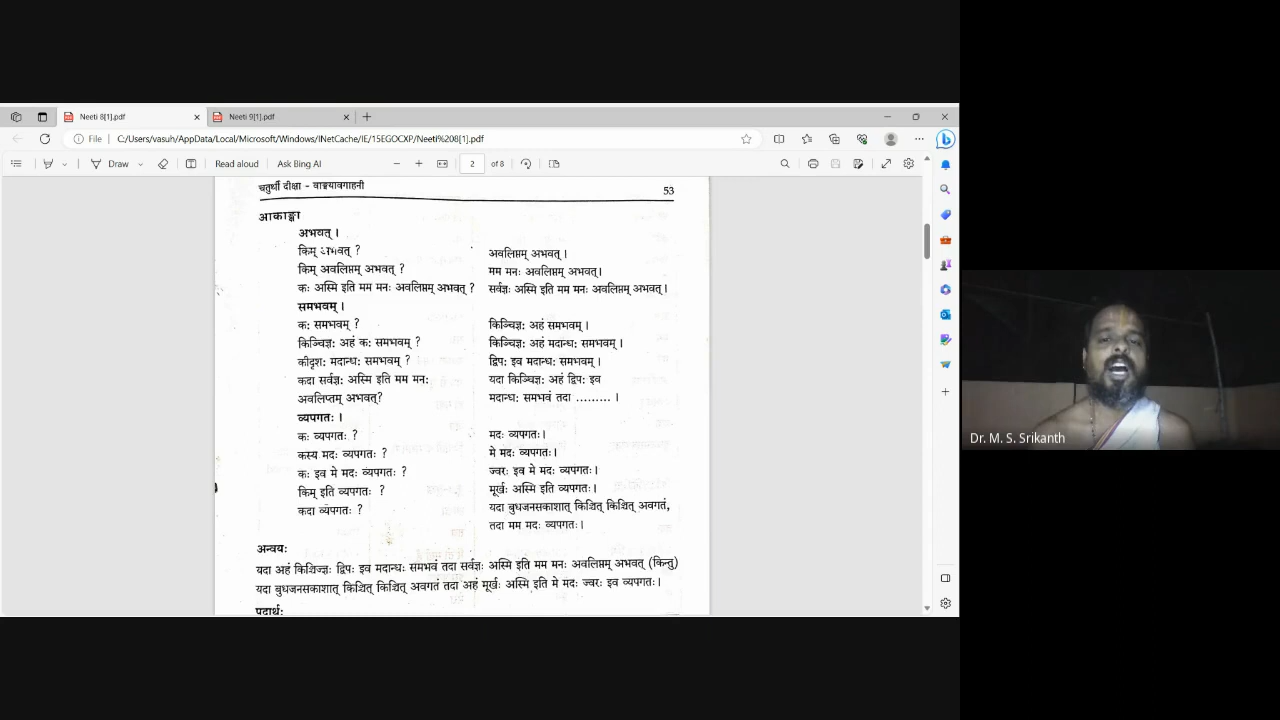 Neeti 8[1].pdf
Neeti 9[1].pdf
File
C:/Users/vasuh/AppData/Local/Microsoft/Windows/INetCache/IE/15EGOCXP/Neeti%208[1].pdf
Draw
Read aloud
Ask Bing AI
2 of 8
चतुर्थी दीक्षा - वाङ्मयावगाहनी 53
आकाङ्क्षा
अभवत् ।
किम् अभवत् ? अवलिप्तम् अभवत् ।
किम् अवलिप्तम् अभवत् ? मम मनः अवलिप्तम् अभवत्।
कः अस्मि इति मम मनः अवलिप्तम् अभवत् ? सर्वज्ञः अस्मि इति मम मनः अवलिप्तम् अभवत्।
समभवम् ।
कः समभवम् ? किञ्चिज्ञः अहं समभवम् ।
किञ्चिज्ञः अहं कः समभवम् ? किञ्चिज्ञः अहं मदान्धः समभवम् ।
कीदृशः मदान्धः समभवम् ? द्विपः इव मदान्धः समभवम् ।
कदा सर्वज्ञः अस्मि इति मम मनः यदा किञ्चिज्ञः अहं द्विपः इव
अवलिप्तम् अभवत्? मदान्धः समभवं तदा ......... ।
व्यपगतः ।
कः व्यपगतः ? मदः व्यपगतः।
कस्य मदः व्यपगतः ? मे मदः व्यपगतः।
कः इव मे मदः व्यपगतः ? ज्वरः इव मे मदः व्यपगतः।
किम् इति व्यपगतः ? मूर्खः अस्मि इति व्यपगतः।
कदा व्यपगतः ? यदा बुधजनसकाशात् किञ्चित् किञ्चित् अवगतं,
तदा मम मदः व्यपगतः।
अन्वयः
यदा अहं किञ्चिज्ज्ञः द्विपः इव मदान्धः समभवं तदा सर्वज्ञः अस्मि इति मम मनः अवलिप्तम् अभवत् (किन्तु)
यदा बुधजनसकाशात् किञ्चित् किञ्चित् अवगतं तदा अहं मूर्खः अस्मि इति मे मदः ज्वरः इव व्यपगतः।
पदार्थः
Dr. M. S. Srikanth